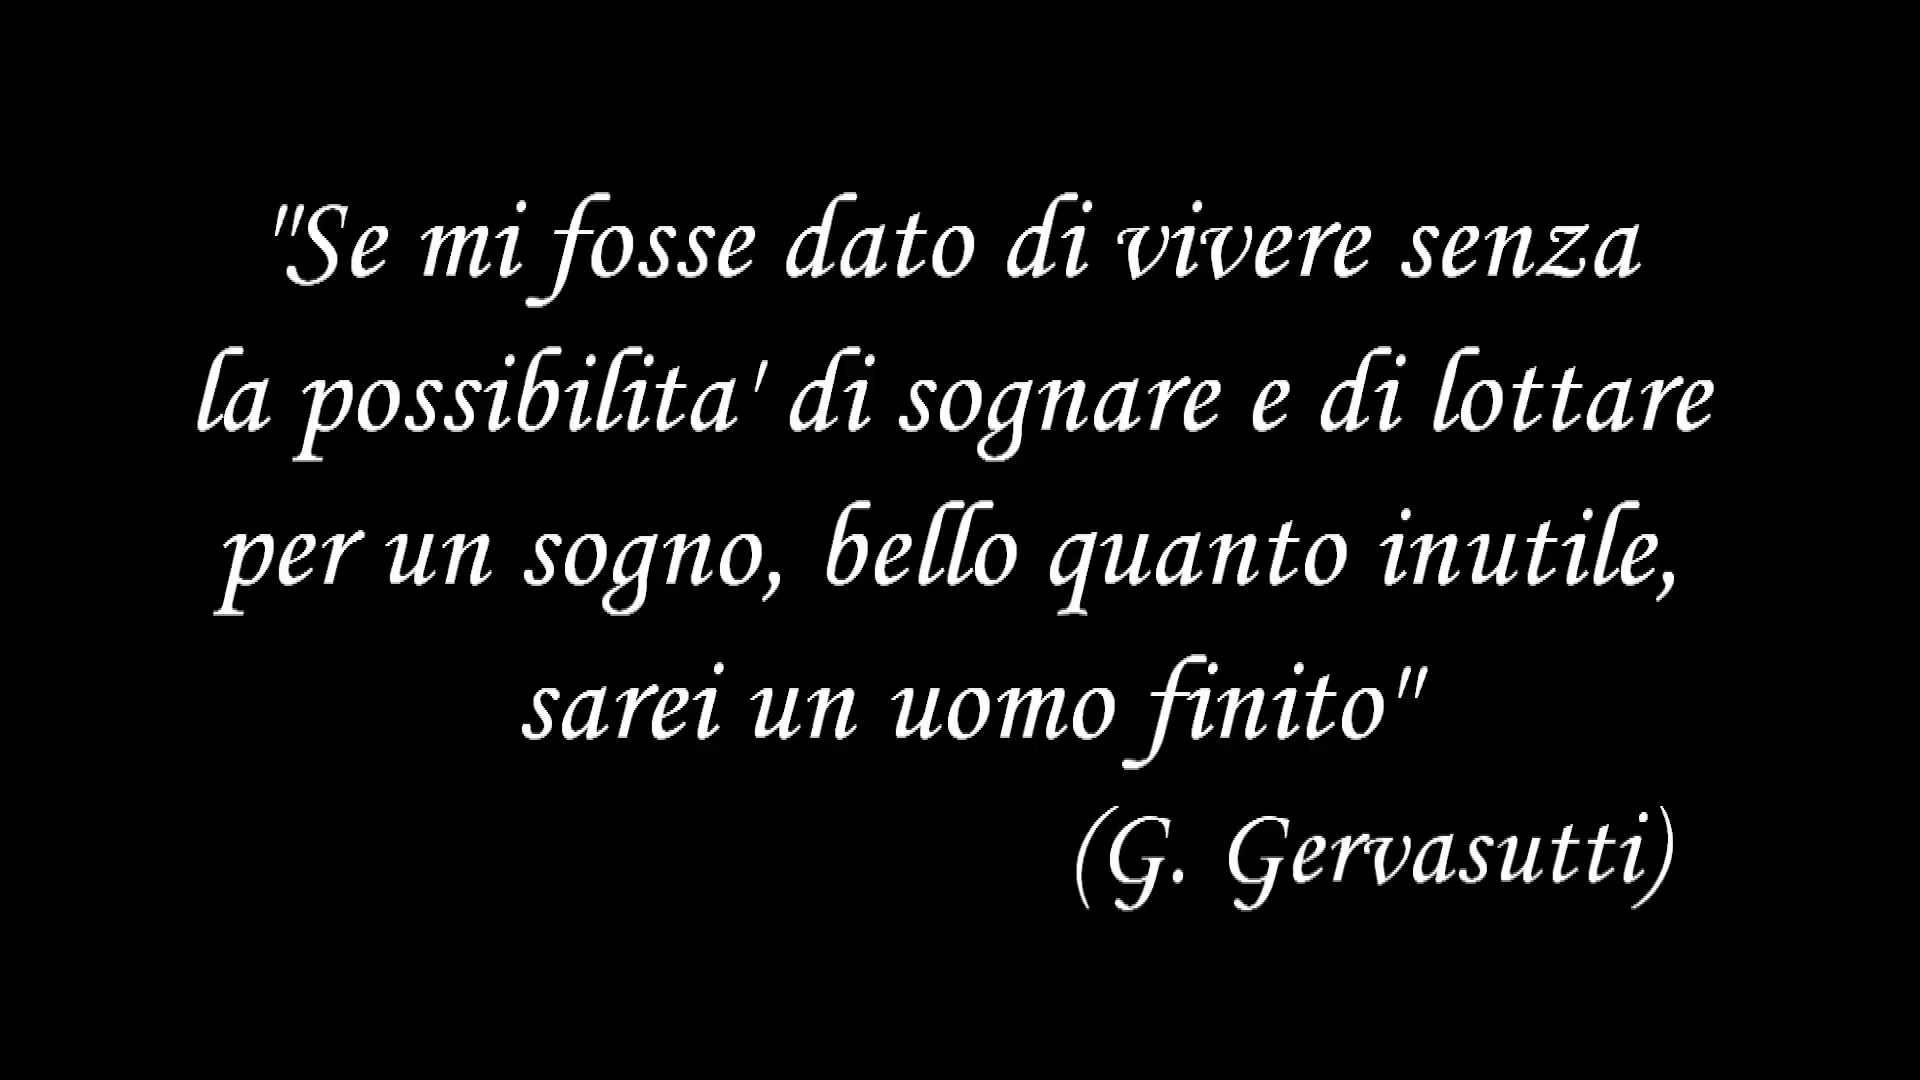 "Se mi fosse dato di vivere senza
la possibilita' di sognare e di lottare
per un sogno, bello quanto inutile,
sarei un uomo finito"
(G. Gervasutti)